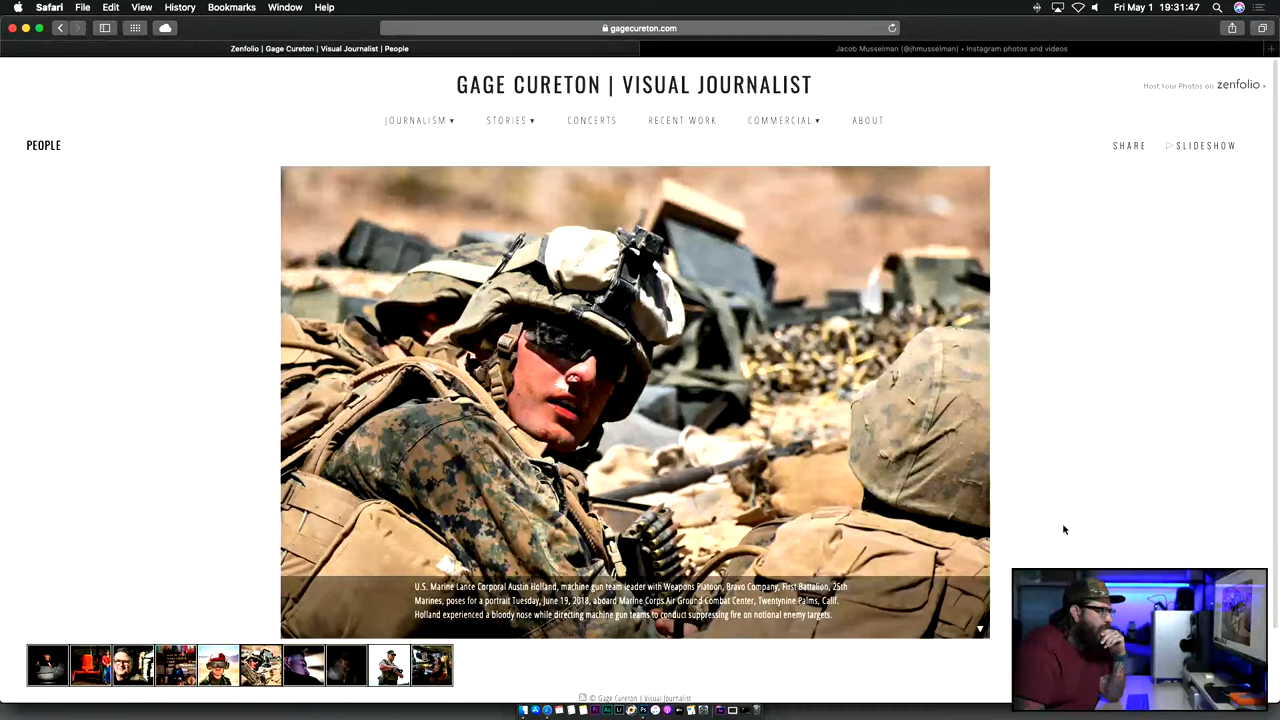 Safari File Edit View History Bookmarks Window Help
Fri May 1 19:31:47
gagecureton.com
Zenfolio | Gage Cureton | Visual Journalist | People
Jacob Musselman (@jhmusselman) • Instagram photos and videos
GAGE CURETON | VISUAL JOURNALIST
Host Your Photos on zenfolio
JOURNALISM ▾ STORIES ▾ CONCERTS RECENT WORK COMMERCIAL ▾ ABOUT
PEOPLE
SHARE SLIDESHOW
U.S. Marine Lance Corporal Austin Holland, machine gun team leader with Weapons Platoon, Bravo Company, First Battalion, 25th
Marines, poses for a portrait Tuesday, June 19, 2018, aboard Marine Corps Air Ground Combat Center, Twentynine Palms, Calif.
Holland experienced a bloody nose while directing machine gun teams to conduct suppressing fire on notional enemy targets.
© Gage Cureton | Visual Journalist